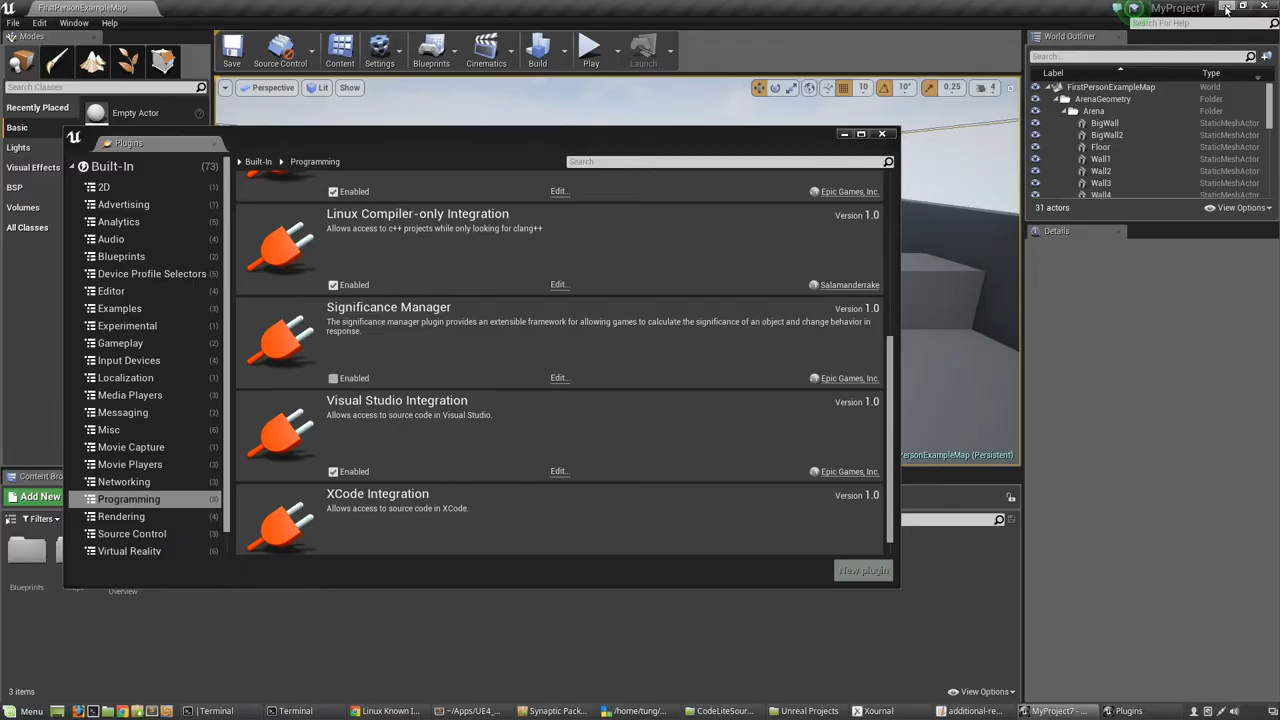 FirstPersonExampleMap
MyProject7
File Edit Window Help
Search For Help
Modes
Search Classes
Recently Placed
Basic
Lights
Visual Effects
BSP
Volumes
All Classes
Empty Actor
Save Source Control Content Settings Blueprints Cinematics Build Play Launch
Perspective Lit Show
10 10° 0.25 4
World Outliner
Search...
Label Type
FirstPersonExampleMap World
ArenaGeometry Folder
Arena Folder
BigWall StaticMeshActor
BigWall2 StaticMeshActor
Floor StaticMeshActor
Wall1 StaticMeshActor
Wall2 StaticMeshActor
Wall3 StaticMeshActor
Wall4 StaticMeshActor
31 actors View Options
Details
Plugins
Built-In (73)
2D (1)
Advertising (1)
Analytics (1)
Audio (4)
Blueprints (1)
Device Profile Selectors (5)
Editor (4)
Examples (3)
Experimental (1)
Gameplay (2)
Input Devices (4)
Localization (1)
Media Players (3)
Messaging (2)
Misc (5)
Movie Capture (1)
Movie Players (3)
Networking (3)
Programming (8)
Rendering (4)
Source Control (3)
Virtual Reality (6)
Built-In Programming
Search
Enabled Edit... Epic Games, Inc.
Linux Compiler-only Integration Version 1.0
Allows access to c++ projects while only looking for clang++
Enabled Edit... Salamanderrake
Significance Manager Version 1.0
The significance manager plugin provides an extensible framework for allowing games to calculate the significance of an object and change behavior in
response.
Enabled Edit... Epic Games, Inc.
Visual Studio Integration Version 1.0
Allows access to source code in Visual Studio.
Enabled Edit... Epic Games, Inc.
XCode Integration Version 1.0
Allows access to source code in XCode.
New plugin
PersonExampleMap (Persistent)
Content Bro
Add New
Filters
Blueprints
Overview
3 items View Options
Menu Terminal Terminal Linux Known I... ~/Apps/UE4_... Synaptic Pack... /home/tung/... CodeLiteSour... Unreal Projects Xournal additional-re... MyProject7 - ... Plugins